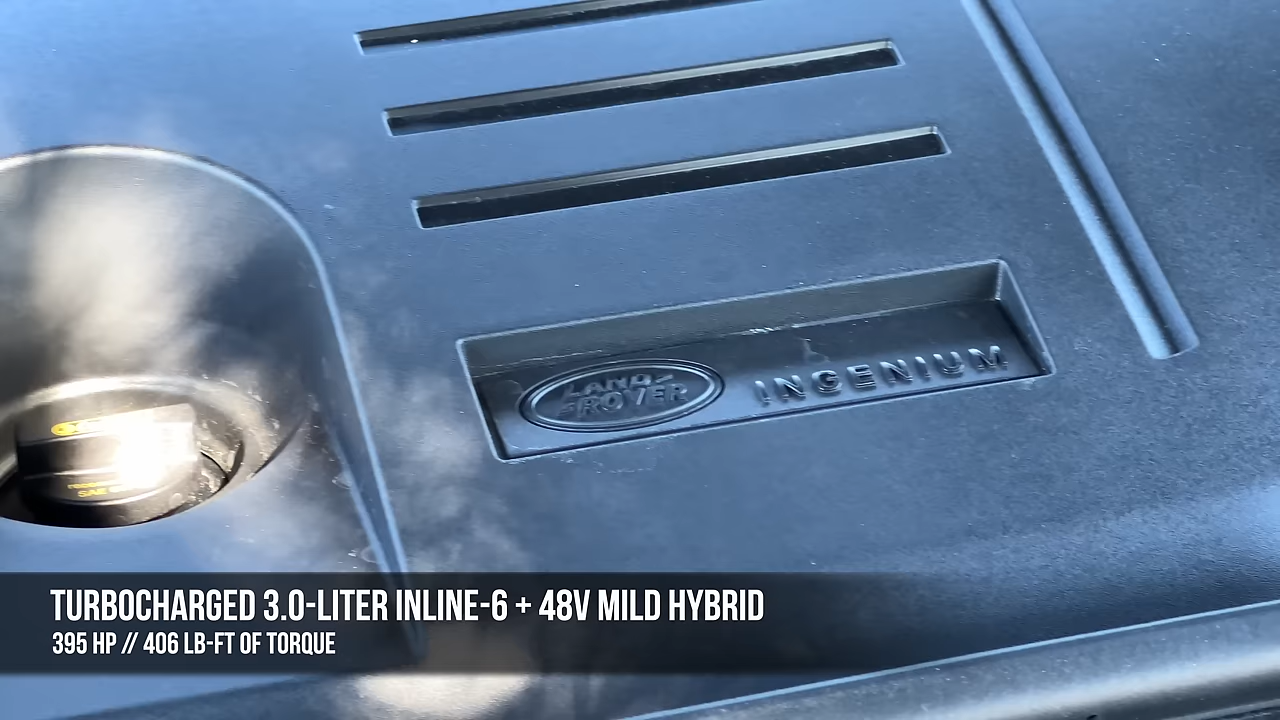 LAND-
-ROVER
INGENIUM
SAE
TURBOCHARGED 3.0-LITER INLINE-6 + 48V MILD HYBRID
395 HP // 406 LB-FT OF TORQUE